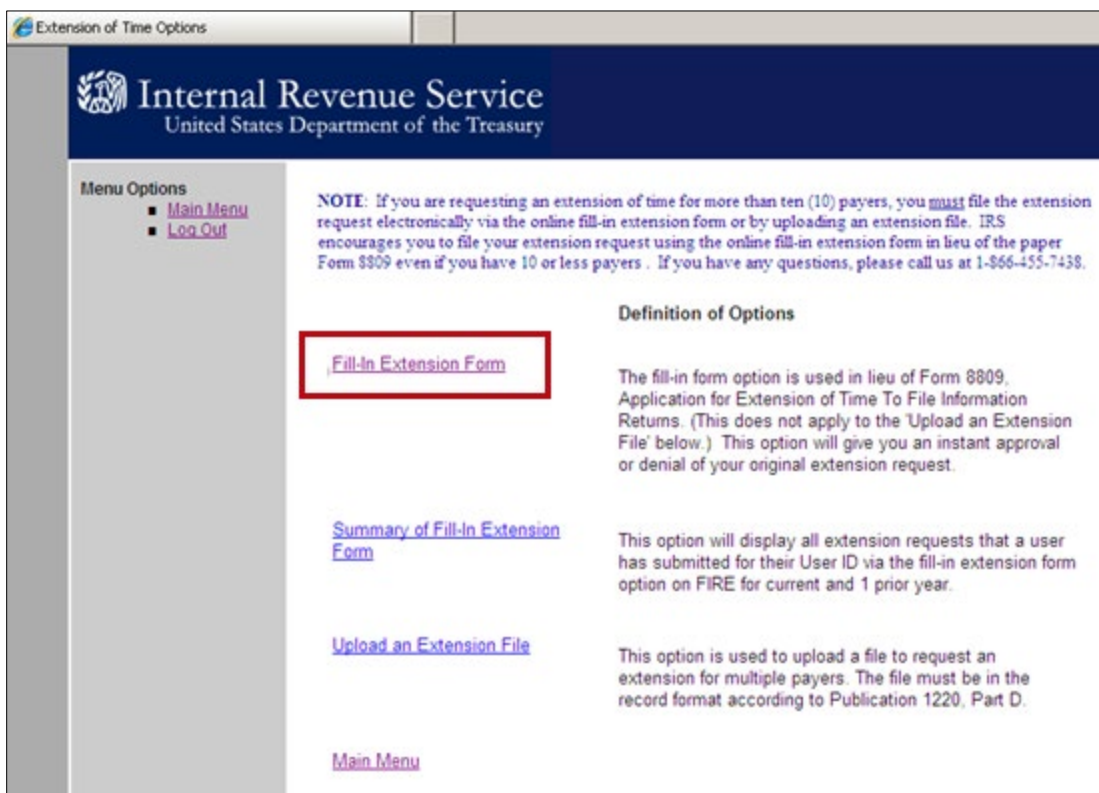 Extension of Time Options
Internal Revenue Service
United States Department of the Treasury
Menu Options
Main Menu
Log Out
NOTE: If you are requesting an extension of time for more than ten (10) payers, you must file the extension
request electronically via the online fill-in extension form or by uploading an extension file. IRS
encourages you to file your extension request using the online fill-in extension form in lieu of the paper
Form 8809 even if you have 10 or less payers . If you have any questions, please call us at 1-866-455-7438.
Definition of Options
Fill-In Extension Form
The fill-in form option is used in lieu of Form 8809,
Application for Extension of Time To File Information
Returns. (This does not apply to the 'Upload an Extension
File' below.) This option will give you an instant approval
or denial of your original extension request.
Summary of Fill-In Extension
Form
This option will display all extension requests that a user
has submitted for their User ID via the fill-in extension form
option on FIRE for current and 1 prior year.
Upload an Extension File
This option is used to upload a file to request an
extension for multiple payers. The file must be in the
record format according to Publication 1220, Part D.
Main Menu